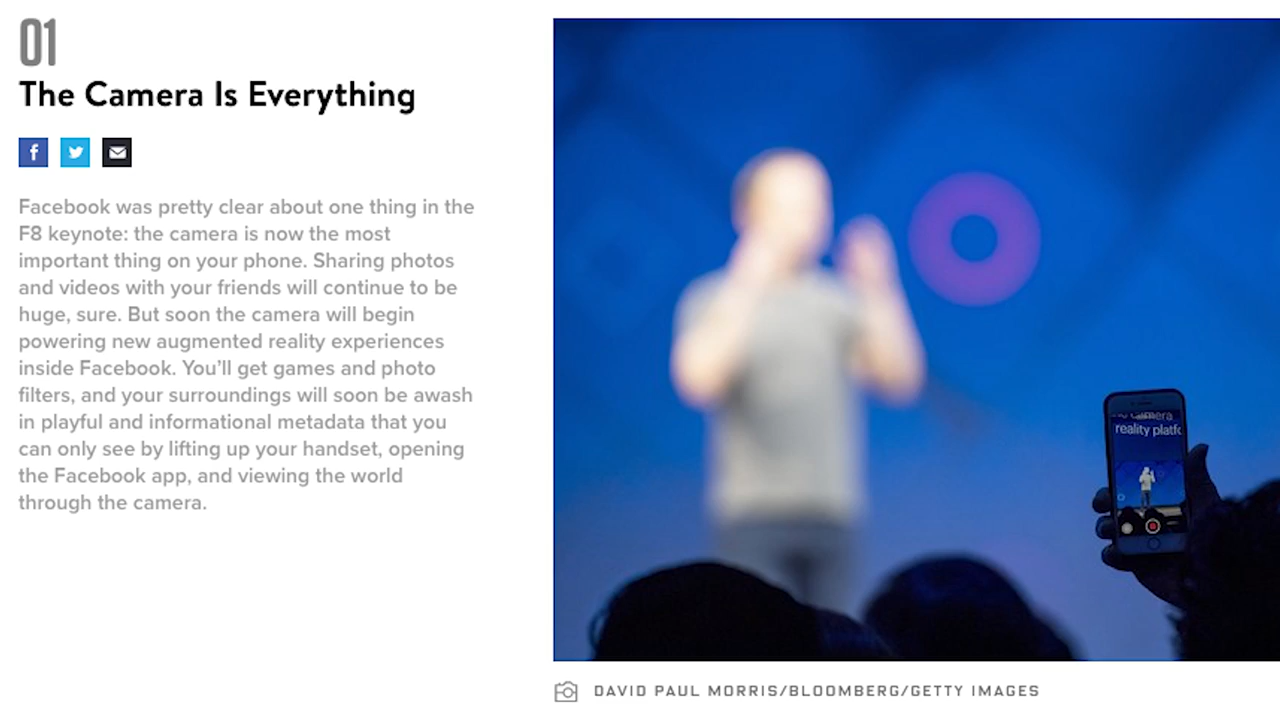 01
The Camera Is Everything
Facebook was pretty clear about one thing in the
F8 keynote: the camera is now the most
important thing on your phone. Sharing photos
and videos with your friends will continue to be
huge, sure. But soon the camera will begin
powering new augmented reality experiences
inside Facebook. You'll get games and photo
filters, and your surroundings will soon be awash
in playful and informational metadata that you
can only see by lifting up your handset, opening
the Facebook app, and viewing the world
through the camera.
camera
reality platfo
DAVID PAUL MORRIS/BLOOMBERG/GETTY IMAGES